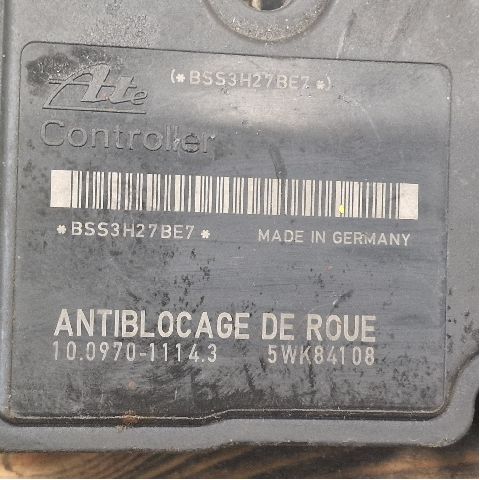 (*BSS3H27BE7*)
Ate
Controller
*BSS3H27BE7*
MADE IN GERMANY
ANTIBLOCAGE DE ROUE
10.0970-1114.3 5WK84108